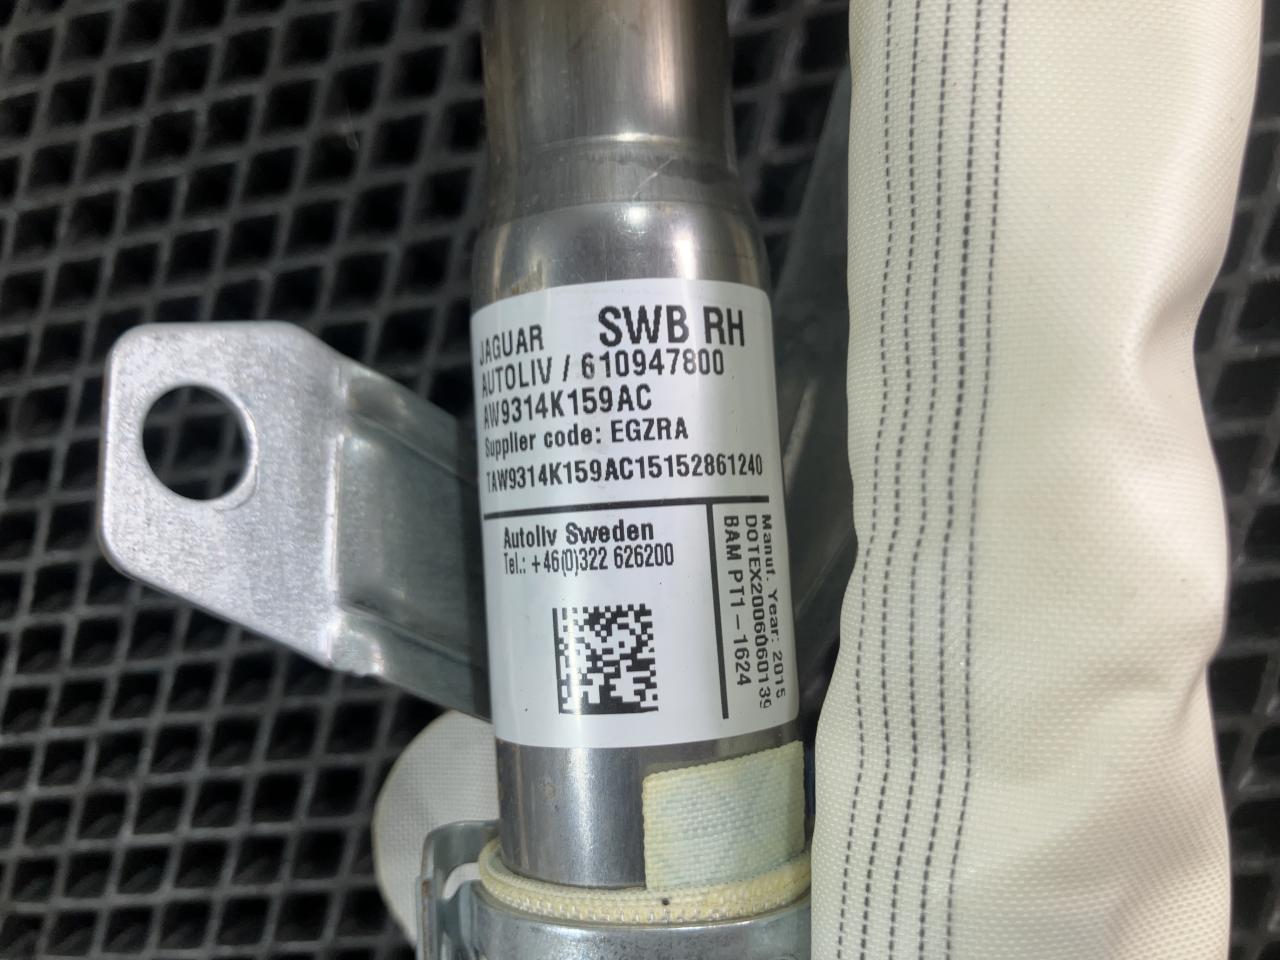 JAGUAR SWB RH
AUTOLIV / 610947800
AW9314K159AC
Supplier code: EGZRA
TAW9314K159AC15152861240
Autoliv Sweden
Tel.: +46(0)322 626200
Manuf. Year: 2015
DOTEX2006060139
BAM PT1-1624